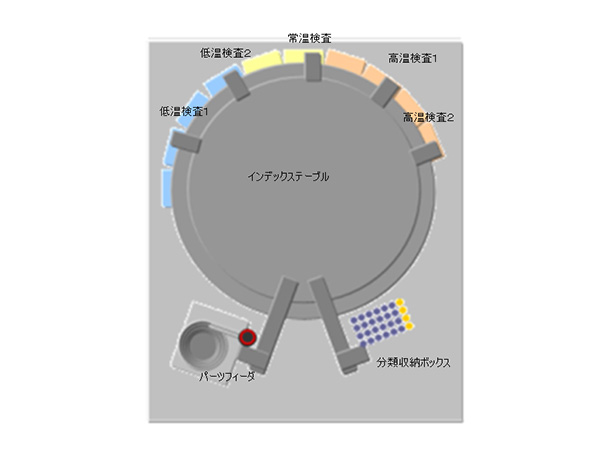 常温検査
低温検査2
高温検査1
低温検査1
高温検査2
インデックステーブル
パーツフィーダ
分類収納ボックス